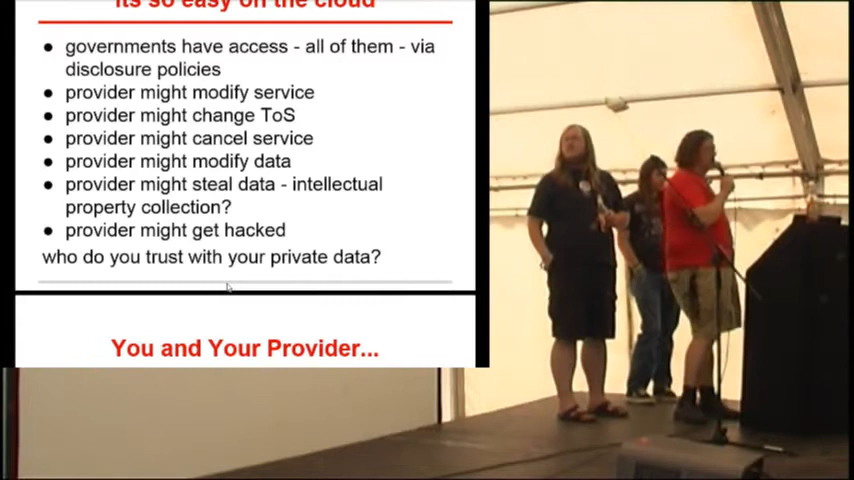 its so easy on the cloud
● governments have access - all of them - via
disclosure policies
● provider might modify service
● provider might change ToS
● provider might cancel service
● provider might modify data
● provider might steal data - intellectual
property collection?
● provider might get hacked
who do you trust with your private data?
You and Your Provider...